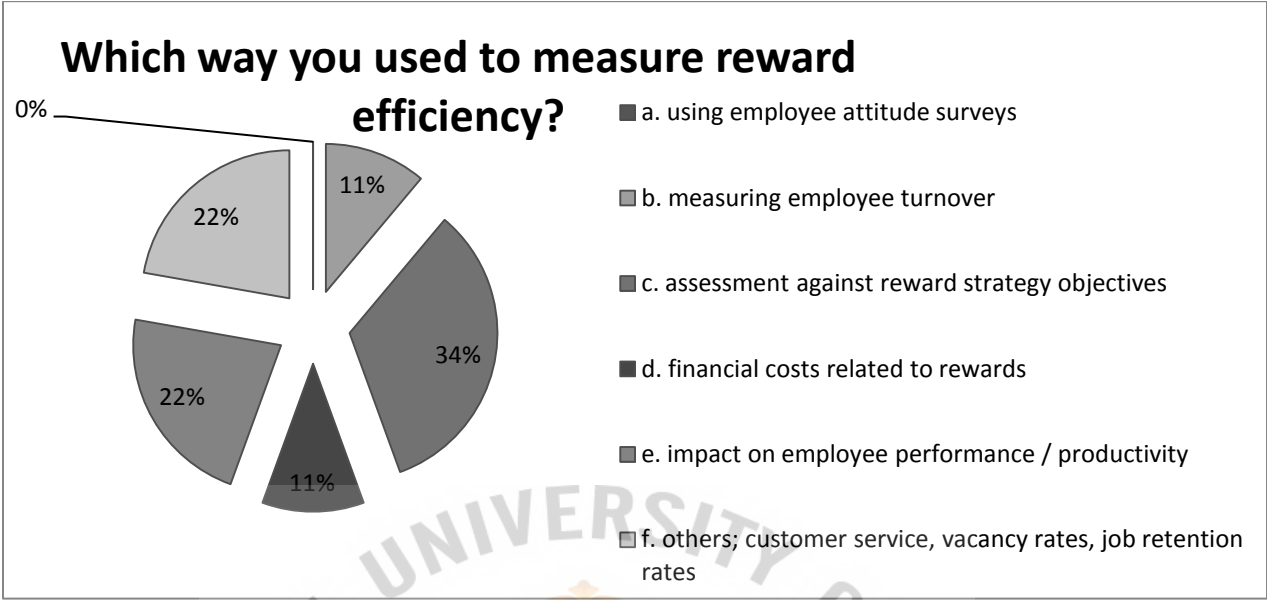 Which way you used to measure reward
efficiency?
0%
11%
34%
11%
22%
22%
a. using employee attitude surveys
b. measuring employee turnover
c. assessment against reward strategy objectives
d. financial costs related to rewards
e. impact on employee performance / productivity
f. others; customer service, vacancy rates, job retention
rates
UNIVERSITY